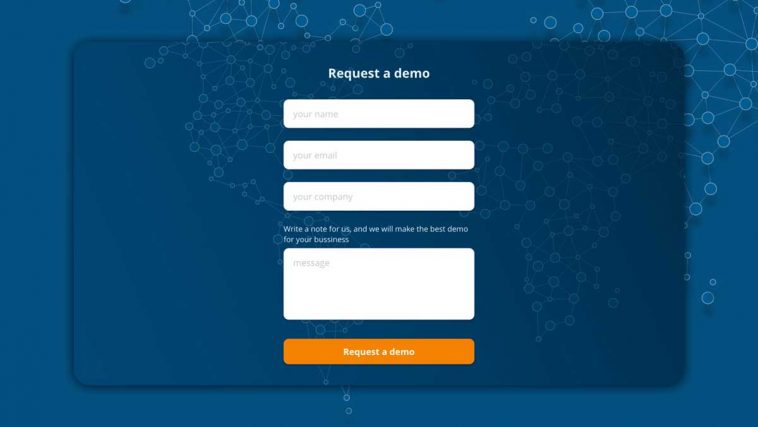 Request a demo
your name
your email
your company
Write a note for us, and we will make the best demo
for your bussiness
message
Request a demo